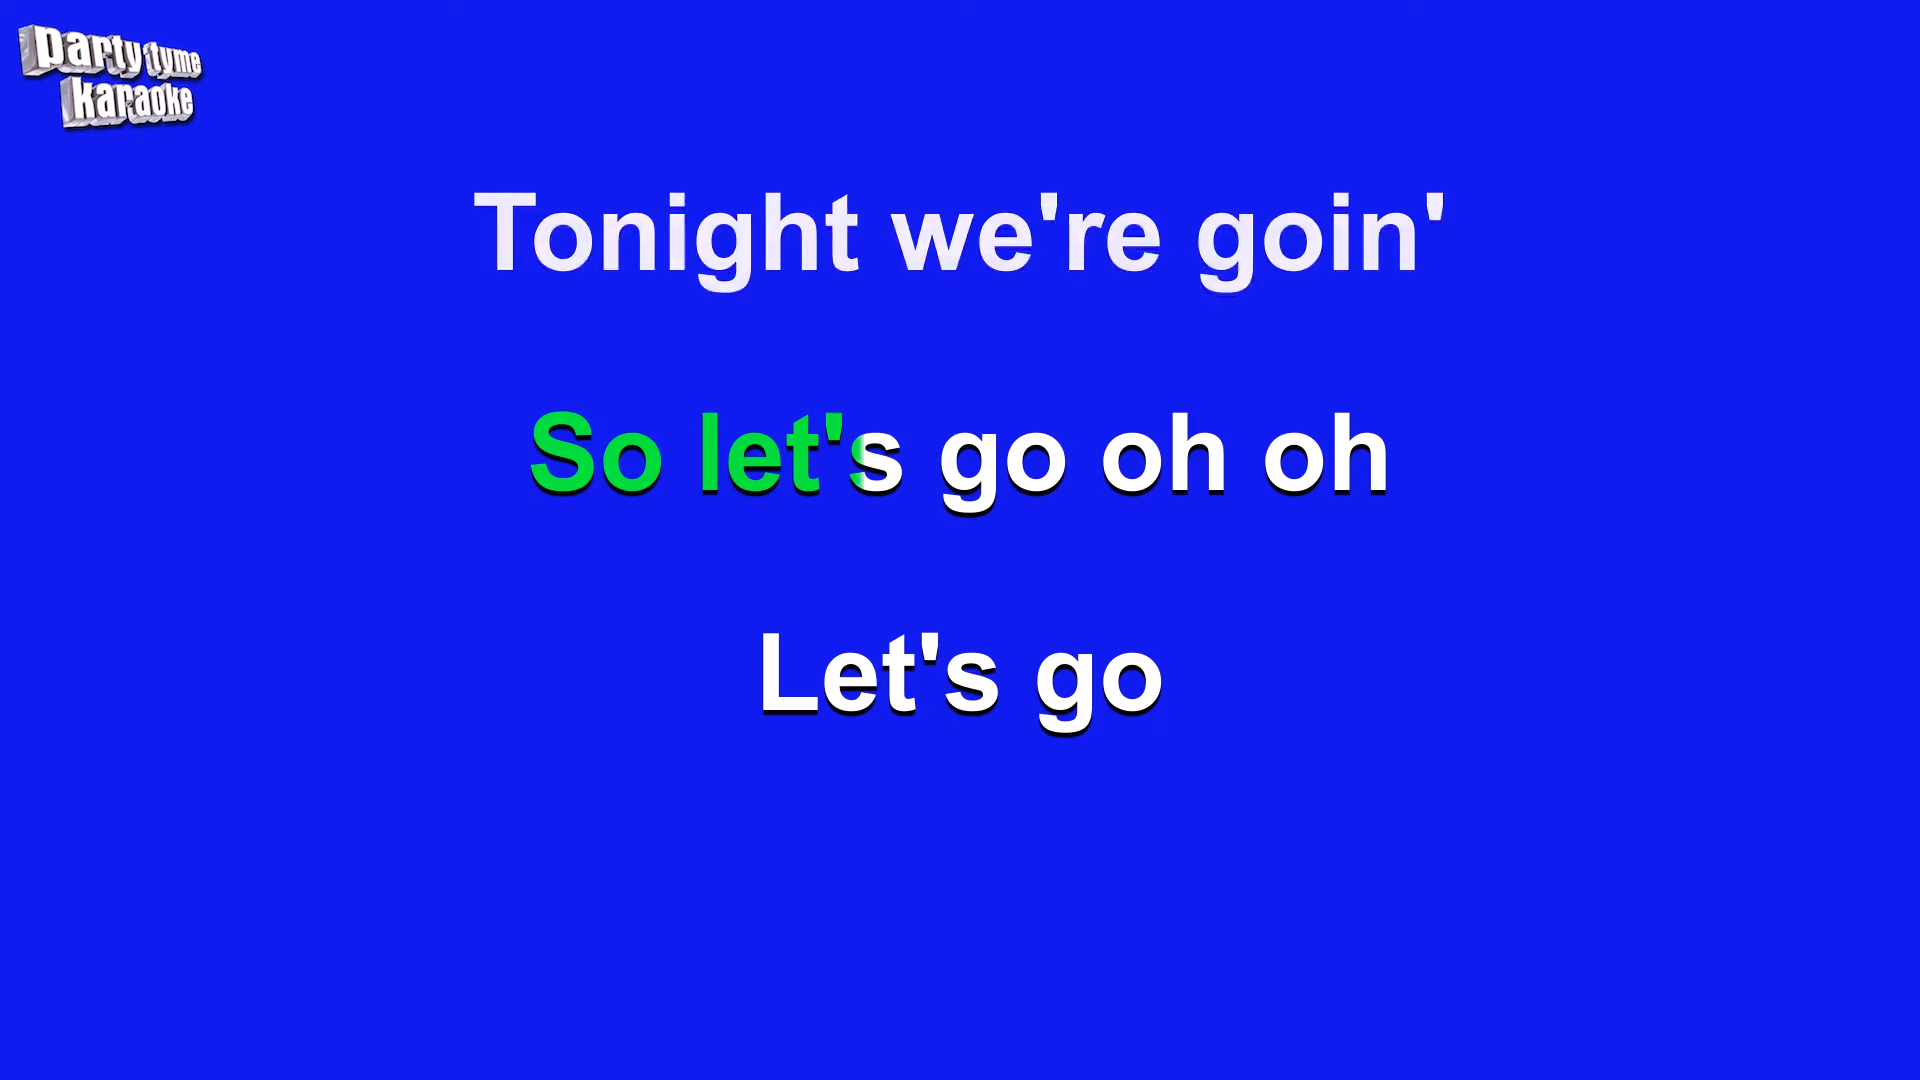 party tyme
karaoke
Tonight we're goin'
So let's go oh oh
Let's go